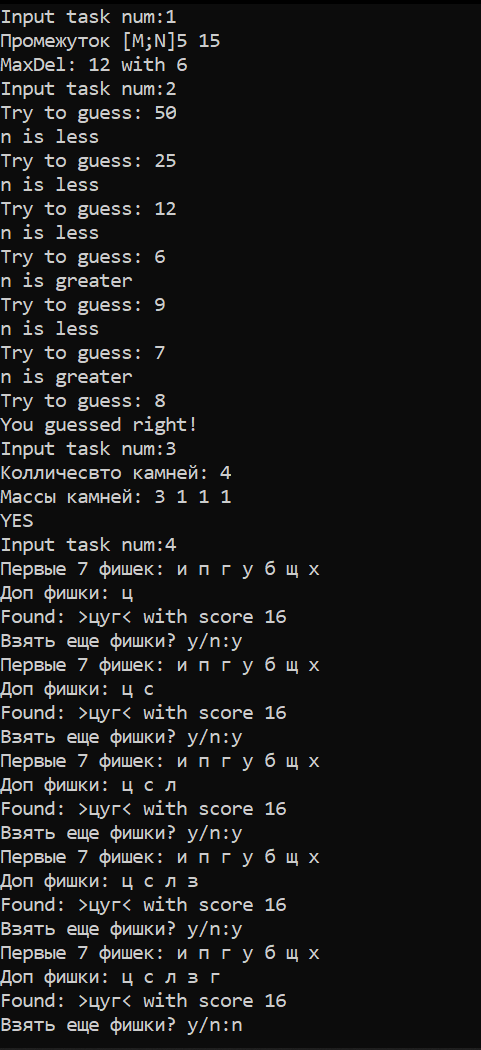 Input task num:1
Промежуток [M;N]5 15
MaxDel: 12 with 6
Input task num:2
Try to guess: 50
n is less
Try to guess: 25
n is less
Try to guess: 12
n is less
Try to guess: 6
n is greater
Try to guess: 9
n is less
Try to guess: 7
n is greater
Try to guess: 8
You guessed right!
Input task num:3
Колличесвто камней: 4
Массы камней: 3 1 1 1
YES
Input task num:4
Первые 7 фишек: и п г у б щ х
Доп фишки: ц
Found: >цуг< with score 16
Взять еще фишки? y/n:y
Первые 7 фишек: и п г у б щ х
Доп фишки: ц с
Found: >цуг< with score 16
Взять еще фишки? y/n:y
Первые 7 фишек: и п г у б щ х
Доп фишки: ц с л
Found: >цуг< with score 16
Взять еще фишки? y/n:y
Первые 7 фишек: и п г у б щ х
Доп фишки: ц с л з
Found: >цуг< with score 16
Взять еще фишки? y/n:y
Первые 7 фишек: и п г у б щ х
Доп фишки: ц с л з г
Found: >цуг< with score 16
Взять еще фишки? y/n:n